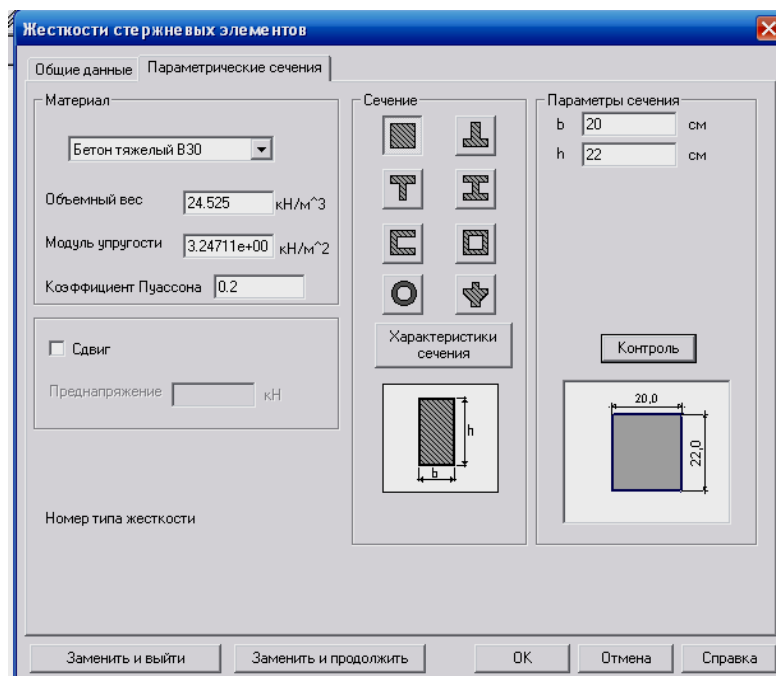 Жесткости стержневых элементов
Общие данные
Параметрические сечения
Материал
Бетон тяжелый B30
Объемный вес 24.525 кН/м^3
Модуль упругости 3.24711e+00 кН/м^2
Коэффициент Пуассона 0.2
Сдвиг
Преднапряжение кН
Номер типа жесткости
Сечение
Характеристики
сечения
h
b
Параметры сечения
b 20 см
h 22 см
Контроль
20,0
22,0
Заменить и выйти
Заменить и продолжить
OK
Отмена
Справка